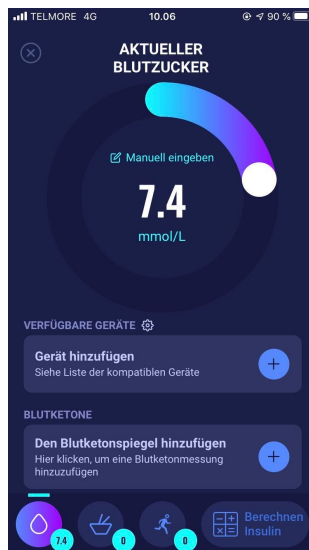 TELMORE 4G 10.06 90 %
AKTUELLER
BLUTZUCKER
Manuell eingeben
7.4
mmol/L
VERFÜGBARE GERÄTE
Gerät hinzufügen
Siehe Liste der kompatiblen Geräte
BLUTKETONE
Den Blutketonspiegel hinzufügen
Hier klicken, um eine Blutketonmessung
hinzuzufügen
7.4 0 0 Berechnen
Insulin